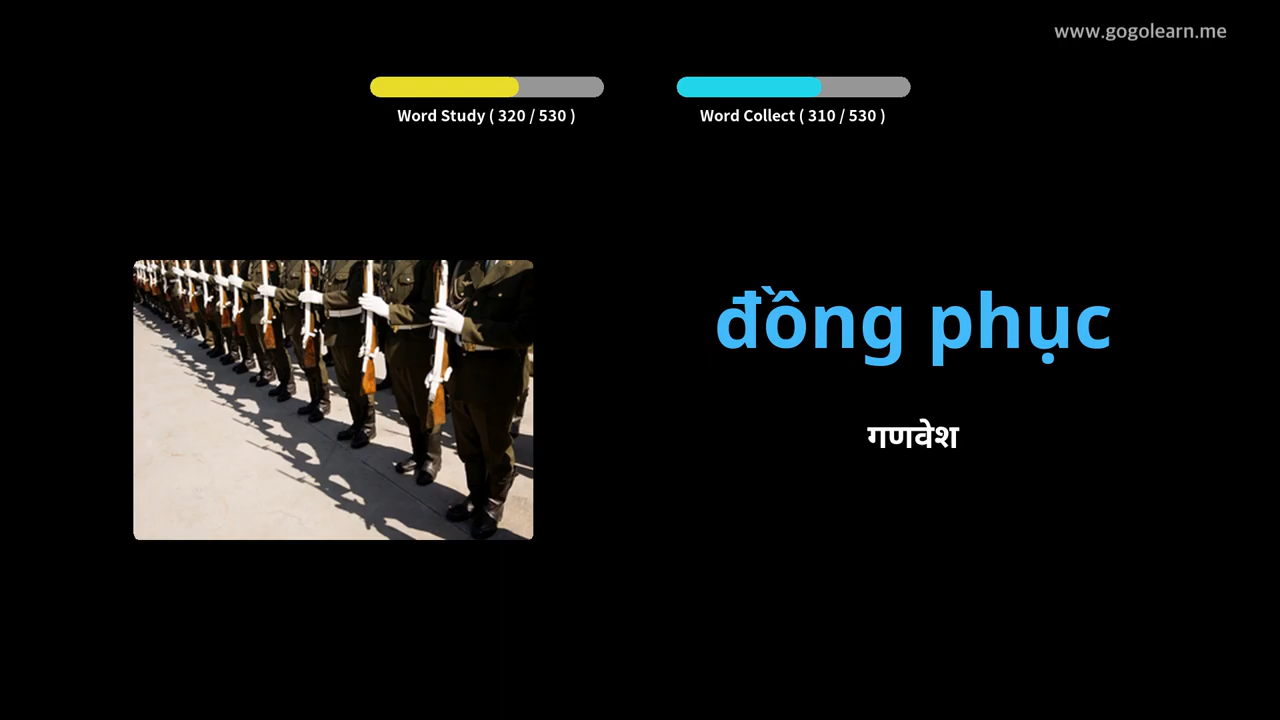 www.gogolearn.me
Word Study ( 320 / 530 )
Word Collect ( 310 / 530 )
đồng phục
गणवेश